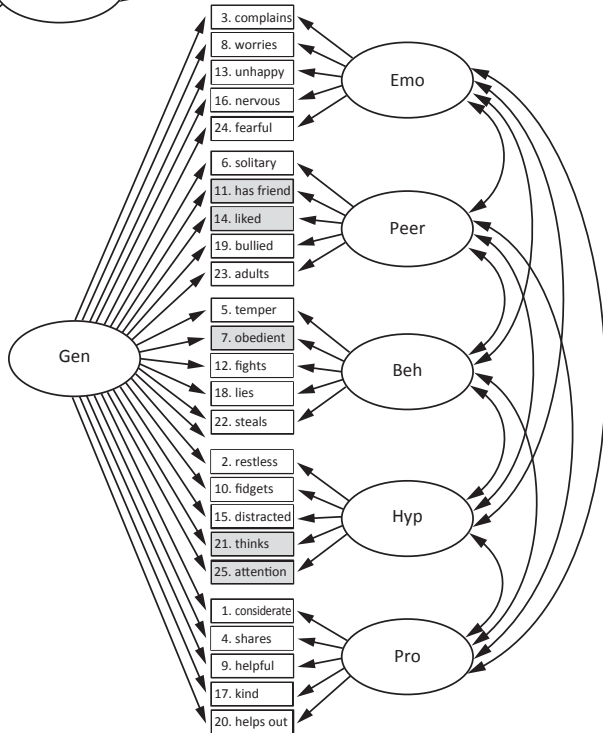 3. complains
8. worries
13. unhappy
16. nervous
24. fearful
Emo
6. solitary
11. has friend
14. liked
19. bullied
23. adults
Peer
Gen
5. temper
7. obedient
12. fights
18. lies
22. steals
Beh
2. restless
10. fidgets
15. distracted
21. thinks
25. attention
Hyp
1. considerate
4. shares
9. helpful
17. kind
20. helps out
Pro